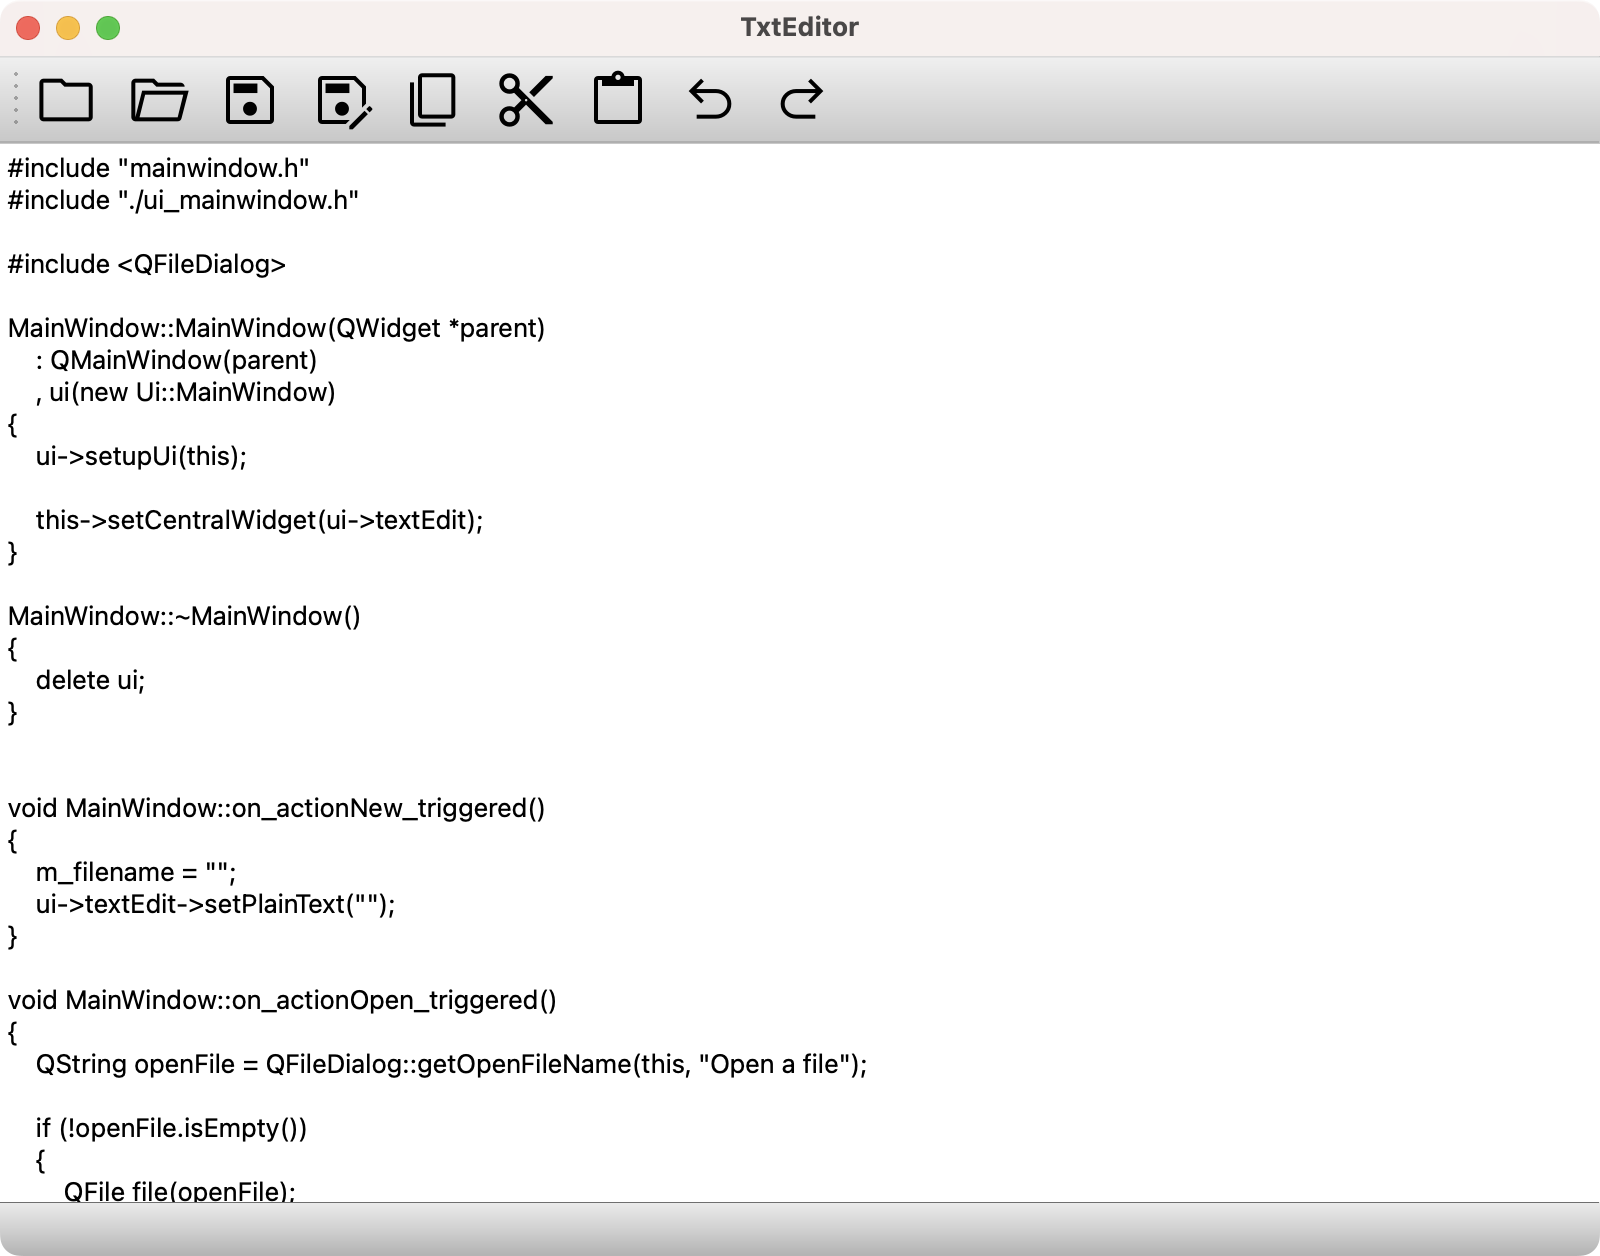 TxtEditor
#include "mainwindow.h"
#include "./ui_mainwindow.h"
#include <QFileDialog>
MainWindow::MainWindow(QWidget *parent)
    : QMainWindow(parent)
    , ui(new Ui::MainWindow)
{
    ui->setupUi(this);
    this->setCentralWidget(ui->textEdit);
}
MainWindow::~MainWindow()
{
    delete ui;
}
void MainWindow::on_actionNew_triggered()
{
    m_filename = "";
    ui->textEdit->setPlainText("");
}
void MainWindow::on_actionOpen_triggered()
{
    QString openFile = QFileDialog::getOpenFileName(this, "Open a file");
    if (!openFile.isEmpty())
    {
        QFile file(openFile);